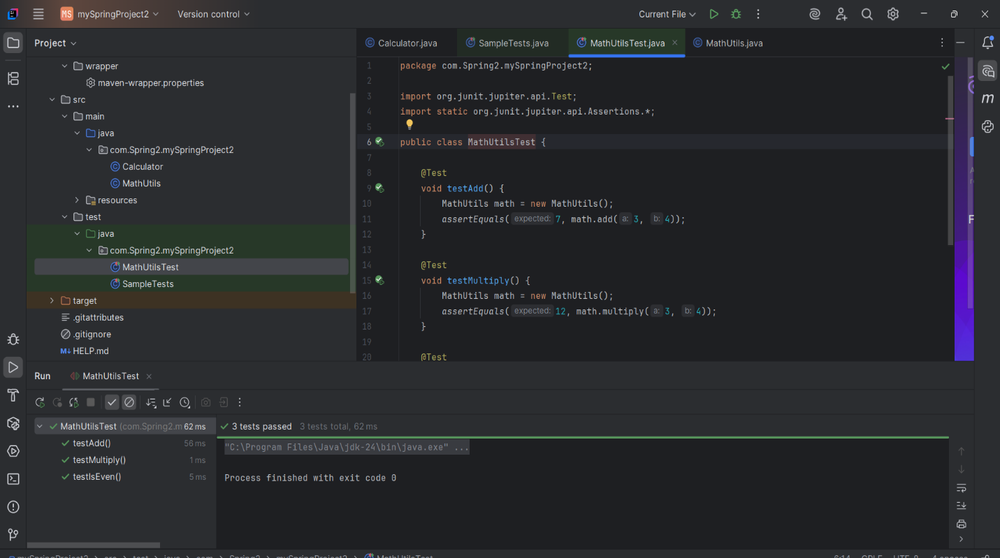 MS mySpringProject2 Version control Current File
Project
wrapper
maven-wrapper.properties
src
main
java
com.Spring2.mySpringProject2
Calculator
MathUtils
resources
test
java
com.Spring2.mySpringProject2
MathUtilsTest
SampleTests
target
.gitattributes
.gitignore
M↓ HELP.md
Calculator.java SampleTests.java MathUtilsTest.java MathUtils.java
1 package com.Spring2.mySpringProject2;
2
3 import org.junit.jupiter.api.Test;
4 import static org.junit.jupiter.api.Assertions.*;
5
6 public class MathUtilsTest {
7
8 @Test
9 void testAdd() {
10 MathUtils math = new MathUtils();
11 assertEquals( expected: 7, math.add( a: 3, b: 4));
12 }
13
14 @Test
15 void testMultiply() {
16 MathUtils math = new MathUtils();
17 assertEquals( expected: 12, math.multiply( a: 3, b: 4));
18 }
19
20 @Test
Run MathUtilsTest
MathUtilsTest (com.Spring2.m 62 ms
testAdd() 56 ms
testMultiply() 1 ms
testIsEven() 5 ms
3 tests passed 3 tests total, 62 ms
"C:\Program Files\Java\jdk-24\bin\java.exe" ...
Process finished with exit code 0
mySpringProject2 > src > test > java > com > Spring2 > mySpringProject2 > MathUtilsTest 6:14 CRLF UTF-8 4 spaces